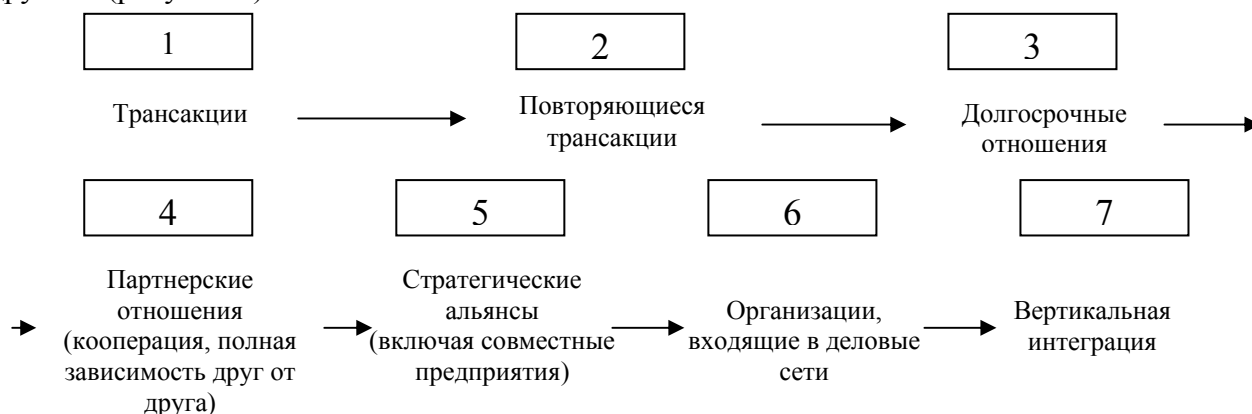 1
2
3
Трансакции
Повторяющиеся
трансакции
Долгосрочные
отношения
4
5
6
7
Партнерские
отношения
(кооперация, полная
зависимость друг от
друга)
Стратегические
альянсы
(включая совместные
предприятия)
Организации,
входящие в деловые
сети
Вертикальная
интеграция